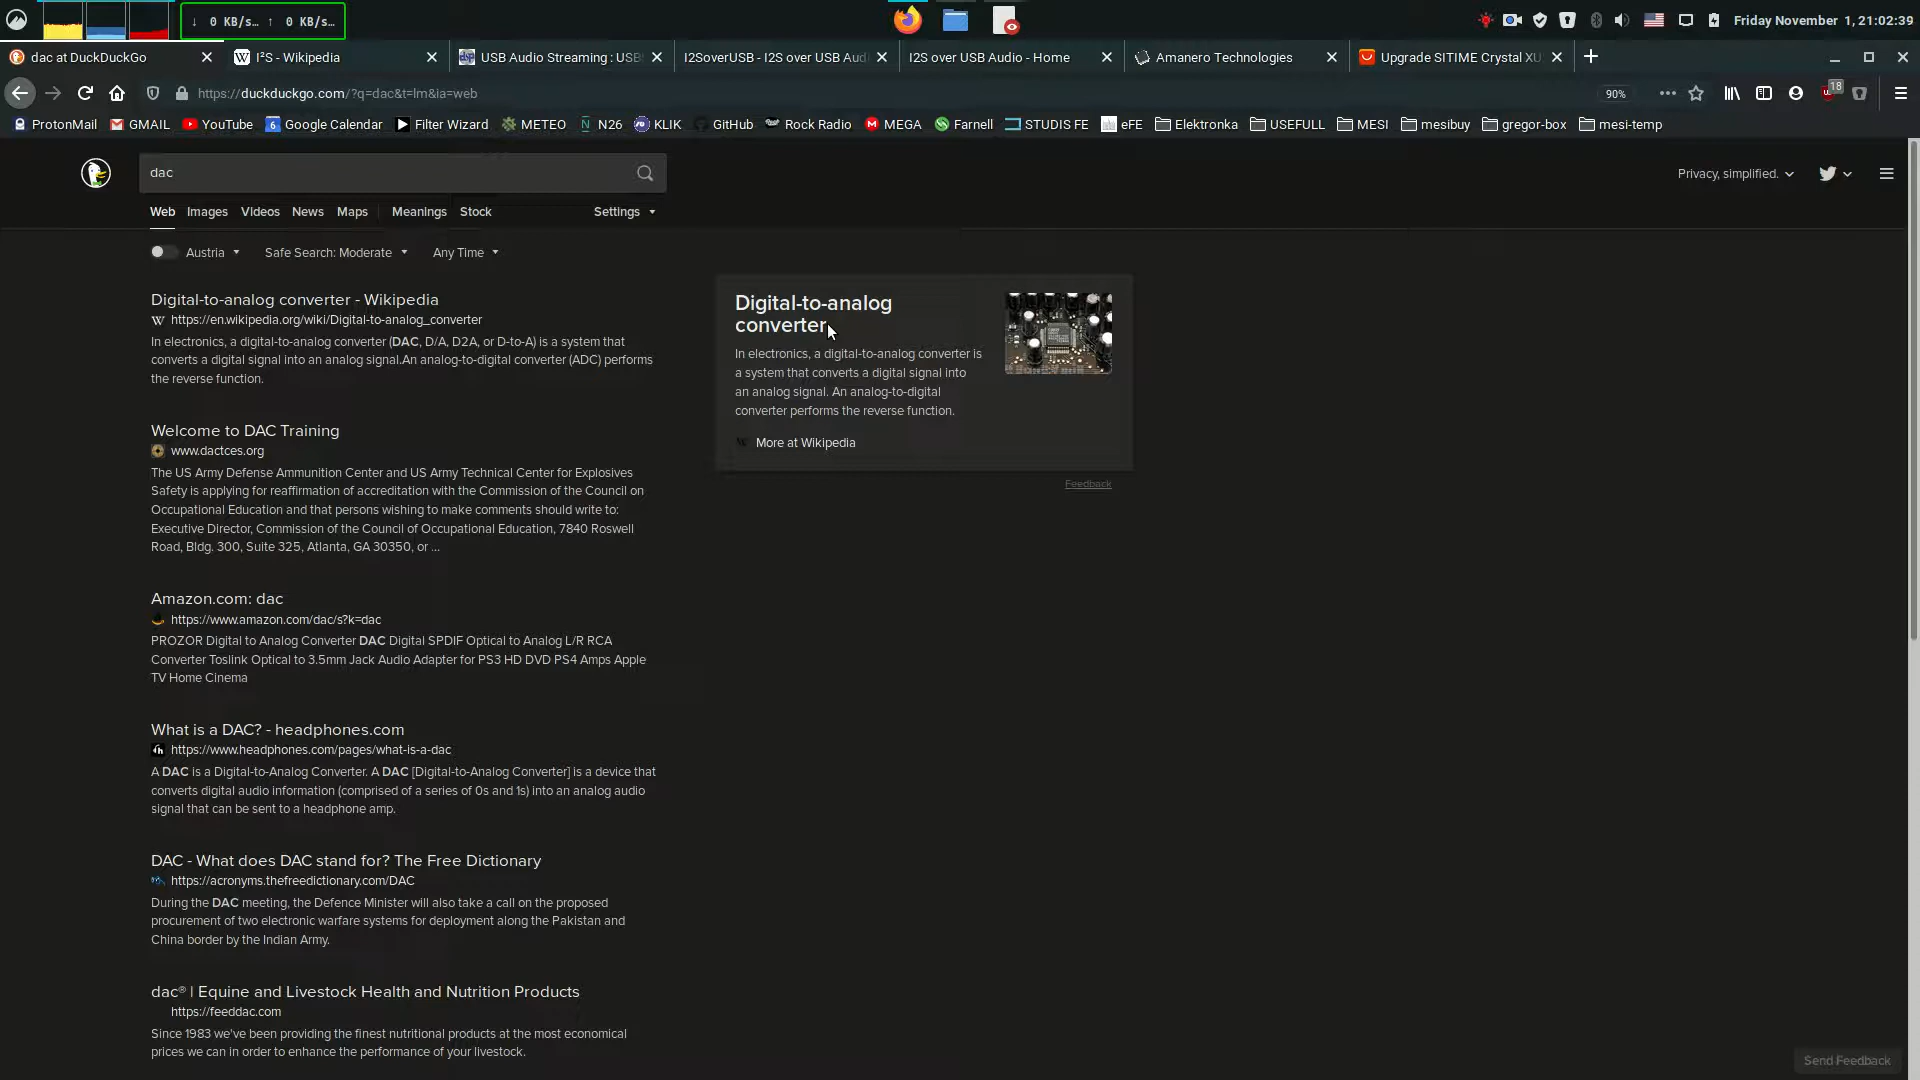 ↓ 0 KB/s… ↑ 0 KB/s…
Friday November 1, 21:02:39
dac at DuckDuckGo
I²S - Wikipedia
USB Audio Streaming : USB
I2SoverUSB - I2S over USB Aud
I2S over USB Audio - Home
Amanero Technologies
Upgrade SITIME Crystal XU
https://duckduckgo.com/?q=dac&t=lm&ia=web
90%
18
ProtonMail GMAIL YouTube Google Calendar Filter Wizard METEO N26 KLIK GitHub Rock Radio MEGA Farnell STUDIS FE eFE Elektronka USEFULL MESI mesibuy gregor-box mesi-temp
dac
Privacy, simplified.
Web Images Videos News Maps Meanings Stock Settings
Austria Safe Search: Moderate Any Time
Digital-to-analog converter - Wikipedia
https://en.wikipedia.org/wiki/Digital-to-analog_converter
In electronics, a digital-to-analog converter (DAC, D/A, D2A, or D-to-A) is a system that
converts a digital signal into an analog signal.An analog-to-digital converter (ADC) performs
the reverse function.
Welcome to DAC Training
www.dactces.org
The US Army Defense Ammunition Center and US Army Technical Center for Explosives
Safety is applying for reaffirmation of accreditation with the Commission of the Council on
Occupational Education and that persons wishing to make comments should write to:
Executive Director, Commission of the Council of Occupational Education, 7840 Roswell
Road, Bldg. 300, Suite 325, Atlanta, GA 30350, or ...
Amazon.com: dac
https://www.amazon.com/dac/s?k=dac
PROZOR Digital to Analog Converter DAC Digital SPDIF Optical to Analog L/R RCA
Converter Toslink Optical to 3.5mm Jack Audio Adapter for PS3 HD DVD PS4 Amps Apple
TV Home Cinema
What is a DAC? - headphones.com
https://www.headphones.com/pages/what-is-a-dac
A DAC is a Digital-to-Analog Converter. A DAC [Digital-to-Analog Converter] is a device that
converts digital audio information (comprised of a series of 0s and 1s) into an analog audio
signal that can be sent to a headphone amp.
DAC - What does DAC stand for? The Free Dictionary
https://acronyms.thefreedictionary.com/DAC
During the DAC meeting, the Defence Minister will also take a call on the proposed
procurement of two electronic warfare systems for deployment along the Pakistan and
China border by the Indian Army.
dac® | Equine and Livestock Health and Nutrition Products
https://feeddac.com
Since 1983 we've been providing the finest nutritional products at the most economical
prices we can in order to enhance the performance of your livestock.
Digital-to-analog
converter
In electronics, a digital-to-analog converter is
a system that converts a digital signal into
an analog signal. An analog-to-digital
converter performs the reverse function.
More at Wikipedia
Feedback
Send Feedback